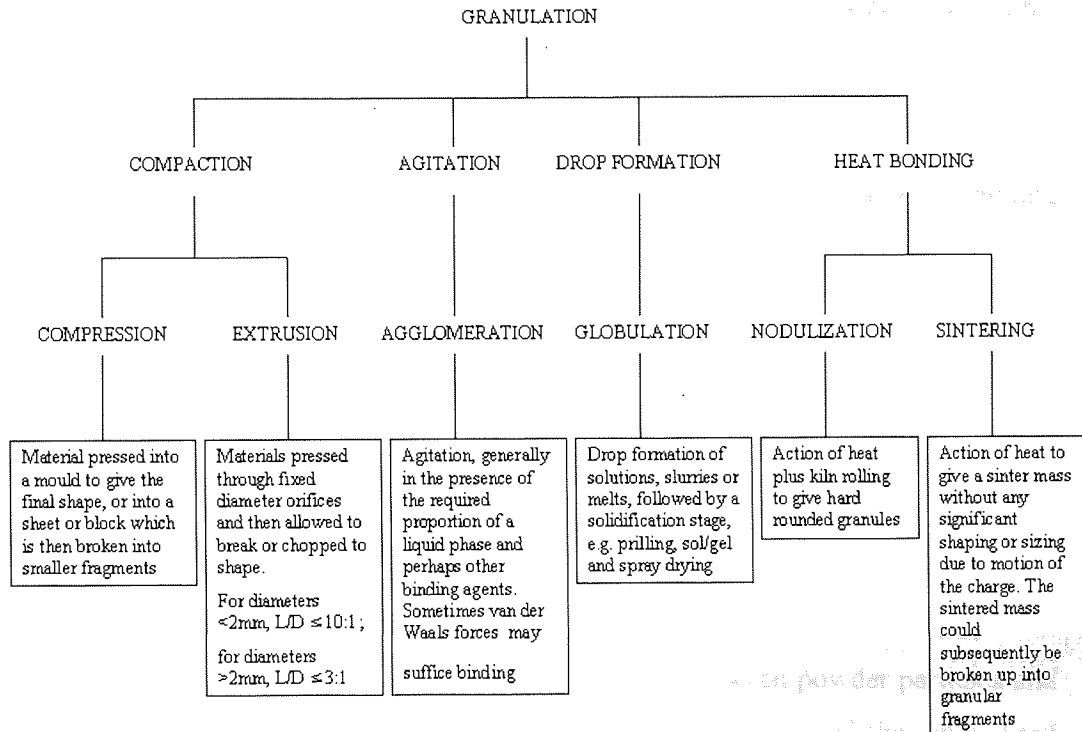 GRANULATION
COMPACTION
AGITATION
DROP FORMATION
HEAT BONDING
COMPRESSION
EXTRUSION
AGGLOMERATION
GLOBULATION
NODULIZATION
SINTERING
Material pressed into
a mould to give the
final shape, or into a
sheet or block which
is then broken into
smaller fragments
Materials pressed
through fixed
diameter orifices
and then allowed to
break or chopped to
shape.
For diameters
<2mm, L/D ≤10:1;
for diameters
>2mm, L/D ≤3:1
Agitation, generally
in the presence of
the required
proportion of a
liquid phase and
perhaps other
binding agents.
Sometimes van der
Waals forces may
suffice binding
Drop formation of
solutions, slurries or
melts, followed by a
solidification stage,
e.g. prilling, sol/gel
and spray drying
Action of heat
plus kiln rolling
to give hard
rounded granules
Action of heat to
give a sinter mass
without any
significant
shaping or sizing
due to motion of
the charge. The
sintered mass
could
subsequently be
broken up into
granular
fragments
powder